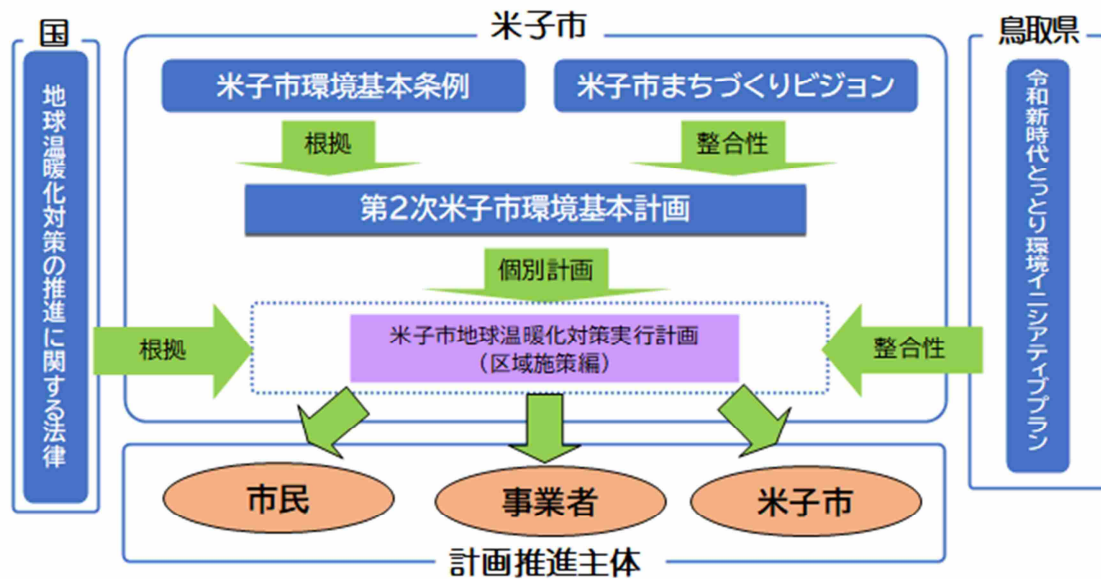 国
地球温暖化対策の推進に関する法律
米子市
米子市環境基本条例
米子市まちづくりビジョン
根拠
整合性
第2次米子市環境基本計画
個別計画
米子市地球温暖化対策実行計画
（区域施策編）
根拠
整合性
鳥取県
令和新時代とっとり環境イニシアティブプラン
市民
事業者
米子市
計画推進主体